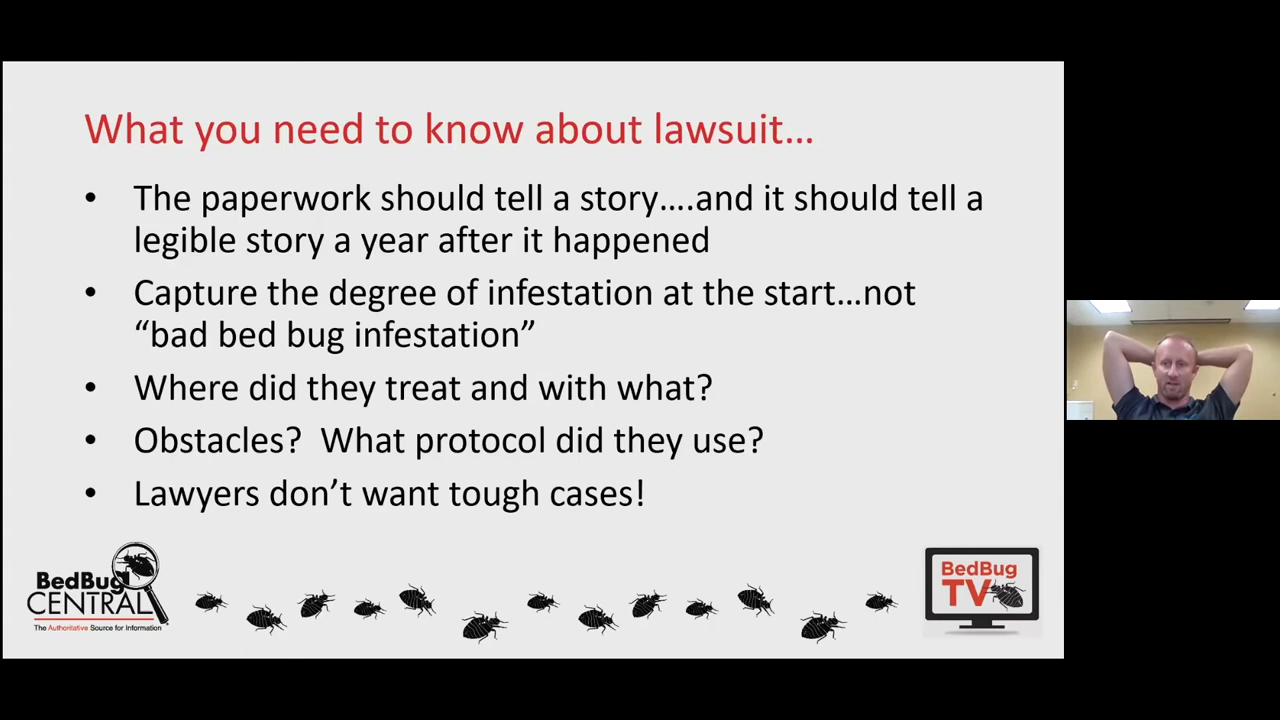 What you need to know about lawsuit…
• The paperwork should tell a story….and it should tell a
legible story a year after it happened
• Capture the degree of infestation at the start…not
“bad bed bug infestation”
• Where did they treat and with what?
• Obstacles?  What protocol did they use?
• Lawyers don’t want tough cases!
BedBug
CENTRAL
The Authoritative Source for Information
BedBug
TV